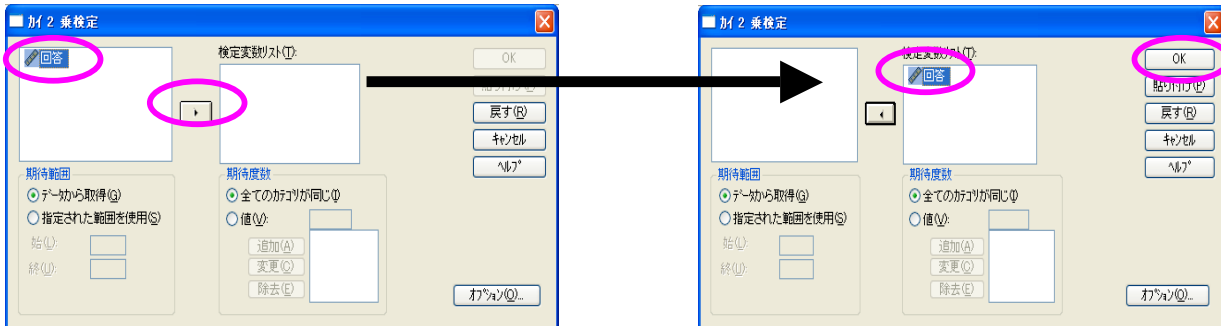 カイ 2 乗検定
回答
検定変数リスト(T):
OK
貼り付け(P)
戻す(R)
キャンセル
ヘルプ
期待範囲
データから取得(G)
指定された範囲を使用(S)
始(L):
終(U):
期待度数
全てのカテゴリが同じ(I)
値(V):
追加(A)
変更(C)
除去(E)
オプション(O)...
カイ 2 乗検定
検定変数リスト(T):
回答
OK
貼り付け(P)
戻す(R)
キャンセル
ヘルプ
期待範囲
データから取得(G)
指定された範囲を使用(S)
始(L):
終(U):
期待度数
全てのカテゴリが同じ(I)
値(V):
追加(A)
変更(C)
除去(E)
オプション(O)...